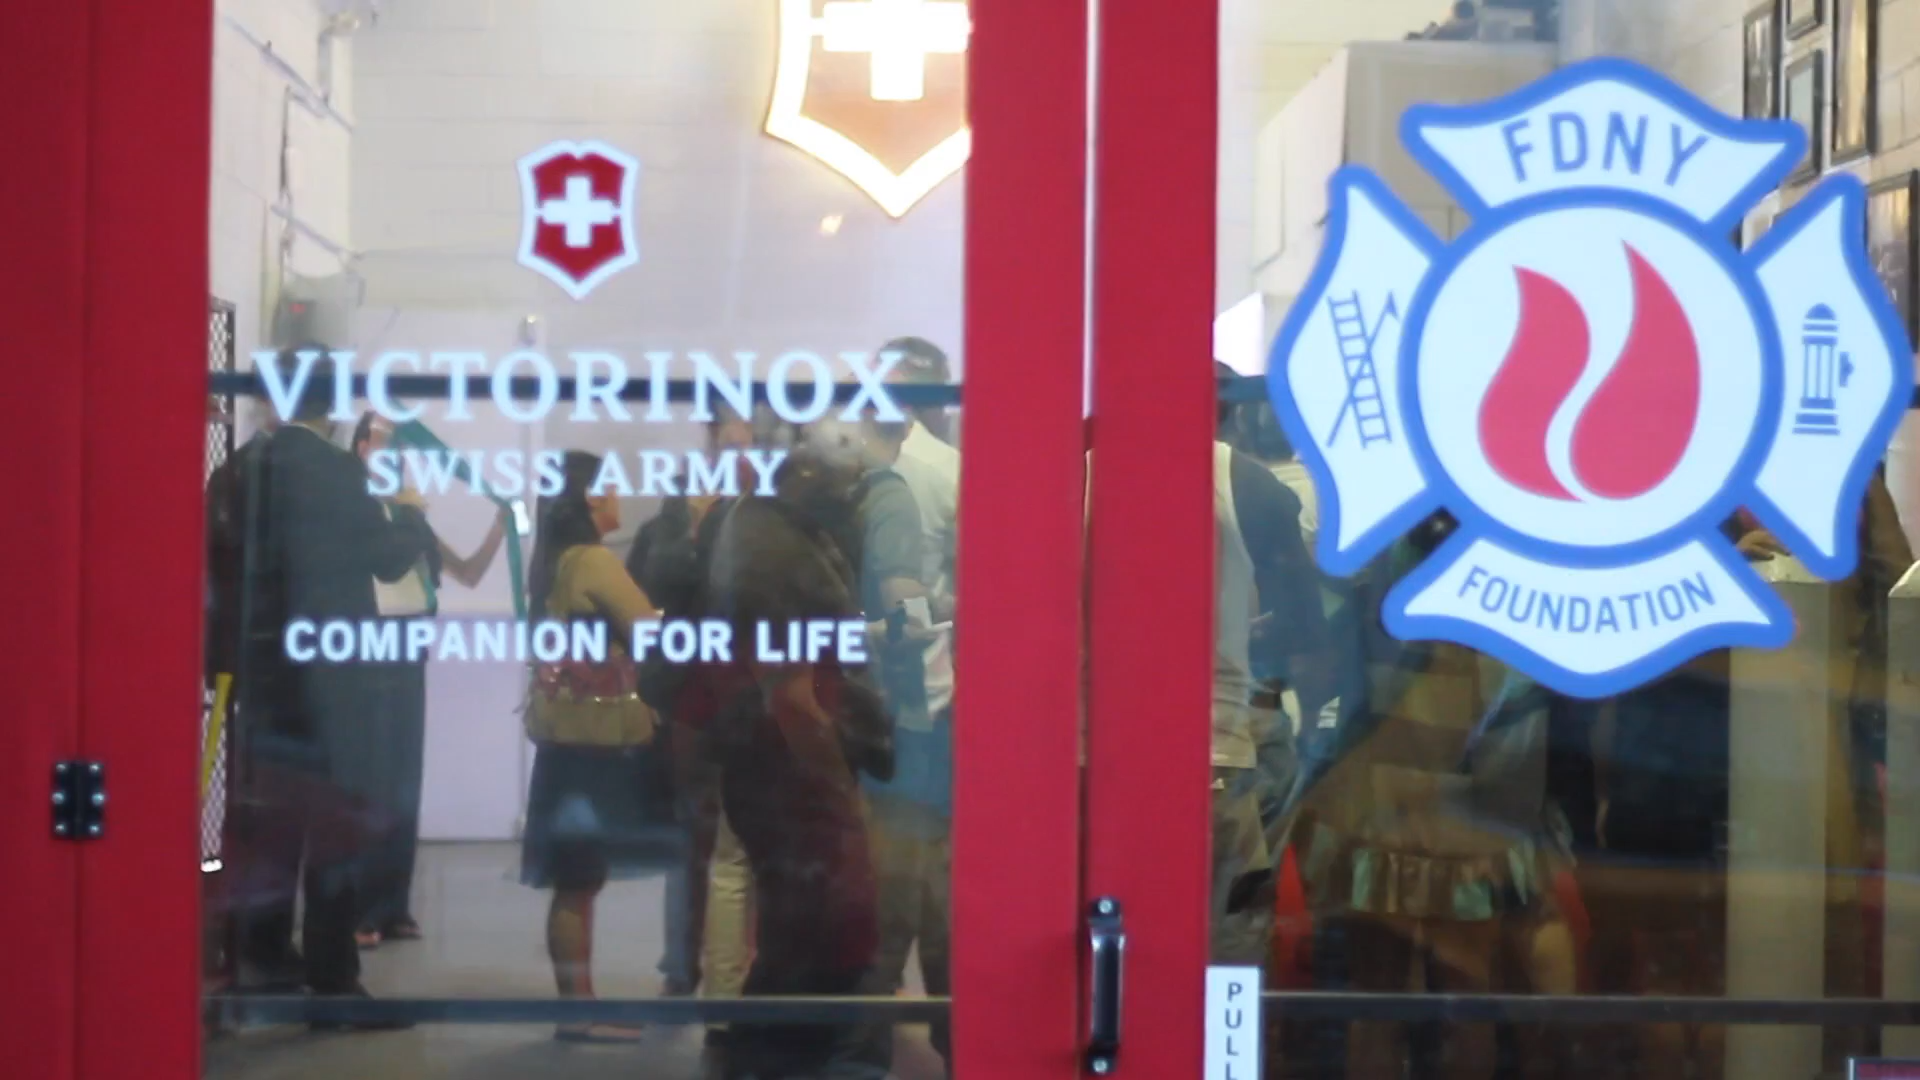 VICTORINOX
SWISS ARMY
COMPANION FOR LIFE
FDNY
FOUNDATION
PULL